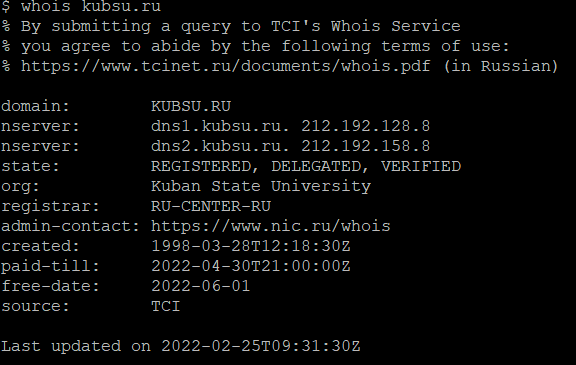 $ whois kubsu.ru
% By submitting a query to TCI's Whois Service
% you agree to abide by the following terms of use:
% https://www.tcinet.ru/documents/whois.pdf (in Russian)

domain:        KUBSU.RU
nserver:       dns1.kubsu.ru. 212.192.128.8
nserver:       dns2.kubsu.ru. 212.192.158.8
state:         REGISTERED, DELEGATED, VERIFIED
org:           Kuban State University
registrar:     RU-CENTER-RU
admin-contact: https://www.nic.ru/whois
created:       1998-03-28T12:18:30Z
paid-till:     2022-04-30T21:00:00Z
free-date:     2022-06-01
source:        TCI

Last updated on 2022-02-25T09:31:30Z